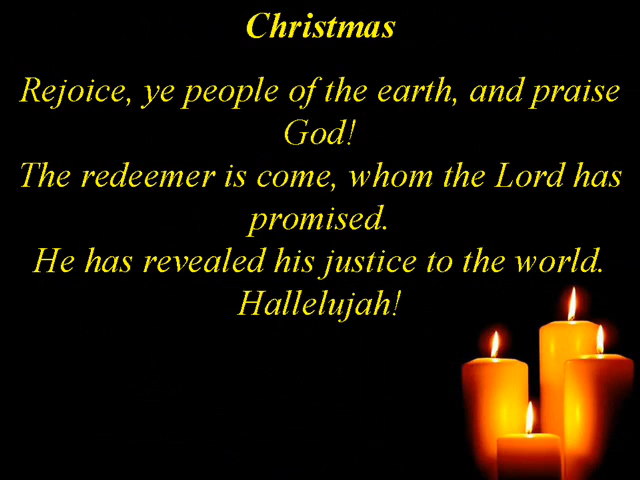 Christmas
Rejoice, ye people of the earth, and praise
God!
The redeemer is come, whom the Lord has
promised.
He has revealed his justice to the world.
Hallelujah!